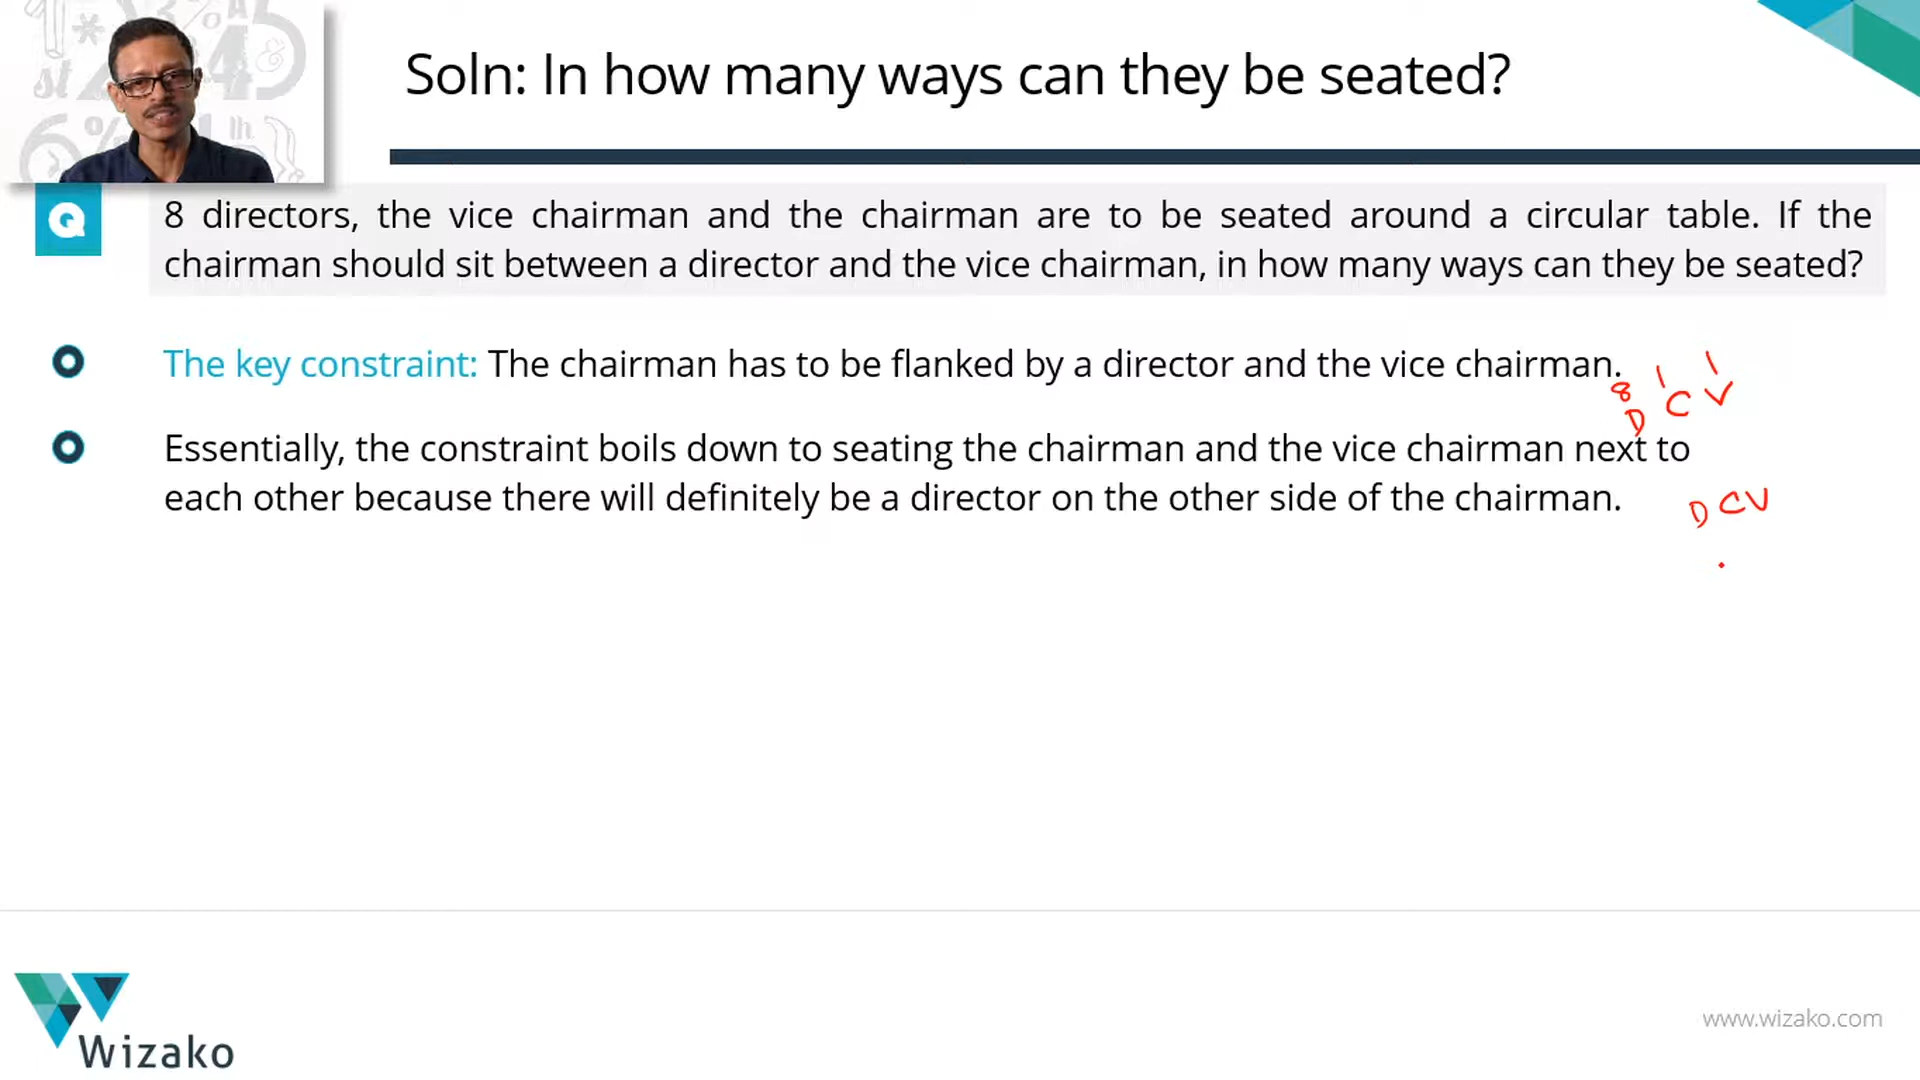 Soln: In how many ways can they be seated?
Q
8 directors, the vice chairman and the chairman are to be seated around a circular table. If the
chairman should sit between a director and the vice chairman, in how many ways can they be seated?
The key constraint: The chairman has to be flanked by a director and the vice chairman.
8 1 1
D C V
Essentially, the constraint boils down to seating the chairman and the vice chairman next to
each other because there will definitely be a director on the other side of the chairman.
D C V
Wizako
www.wizako.com